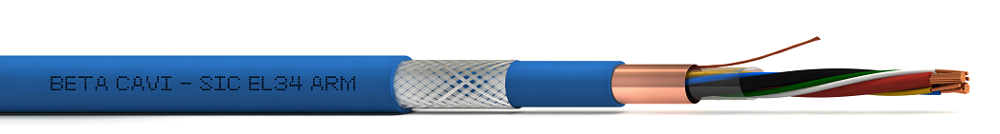 BETA CAVI - SIC EL34 ARM